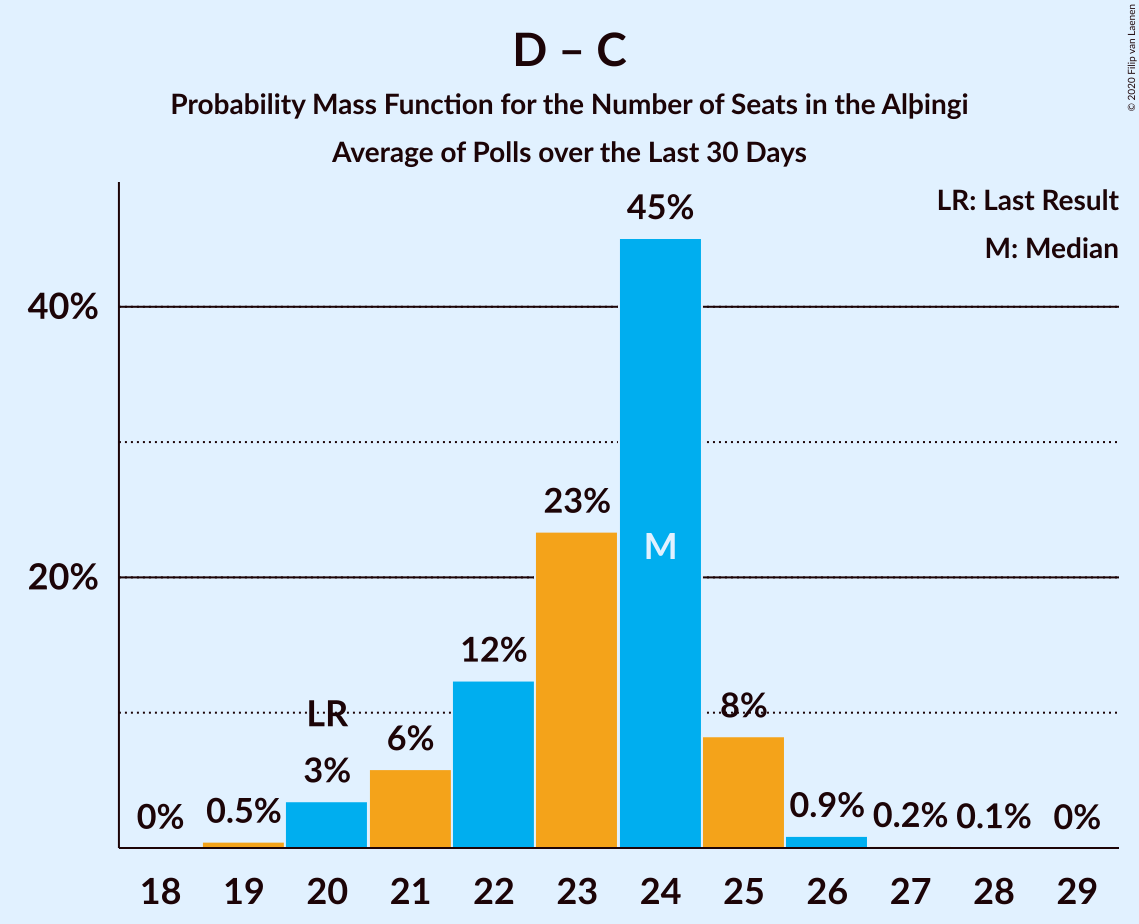 D – C
Probability Mass Function for the Number of Seats in the Alþingi
Average of Polls over the Last 30 Days
© 2020 Filip van Laenen
LR: Last Result
M: Median
45%
40%
23%
M
20%
12%
LR
8%
6%
3%
0%
0.5%
0.9%
0.2%
0.1%
0%
18 19 20 21 22 23 24 25 26 27 28 29